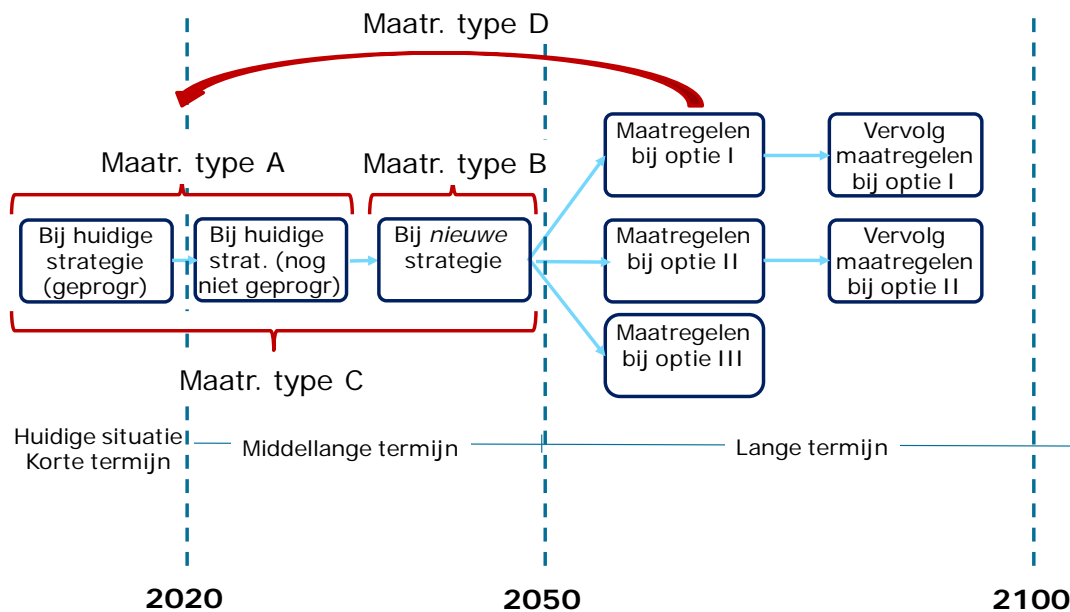 Maatr. type D
Maatr. type A
Maatr. type B
Bij huidige
strategie
(geprogr)
Bij huidige
strat. (nog
niet geprogr)
Bij nieuwe
strategie
Maatregelen
bij optie I
Vervolg
maatregelen
bij optie I
Maatregelen
bij optie II
Vervolg
maatregelen
bij optie II
Maatregelen
bij optie III
Maatr. type C
Huidige situatie
Korte termijn
Middellange termijn
Lange termijn
2020
2050
2100